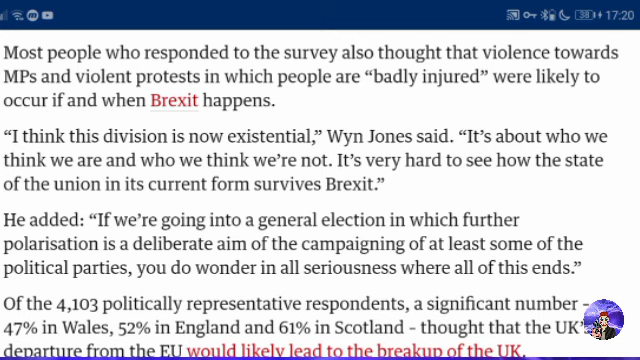 38 17:20
Most people who responded to the survey also thought that violence towards
MPs and violent protests in which people are “badly injured” were likely to
occur if and when Brexit happens.
“I think this division is now existential,” Wyn Jones said. “It’s about who we
think we are and who we think we’re not. It’s very hard to see how the state
of the union in its current form survives Brexit.”
He added: “If we’re going into a general election in which further
polarisation is a deliberate aim of the campaigning of at least some of the
political parties, you do wonder in all seriousness where all of this ends.”
Of the 4,103 politically representative respondents, a significant number –
47% in Wales, 52% in England and 61% in Scotland – thought that the UK’s
departure from the EU would likely lead to the breakup of the UK.